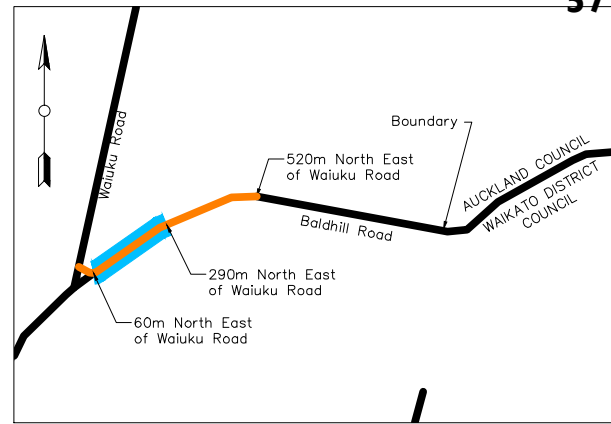 Waiuku Road
Boundary
520m North East
of Waiuku Road
AUCKLAND COUNCIL
WAIKATO DISTRICT
COUNCIL
Baldhill Road
290m North East
of Waiuku Road
60m North East
of Waiuku Road